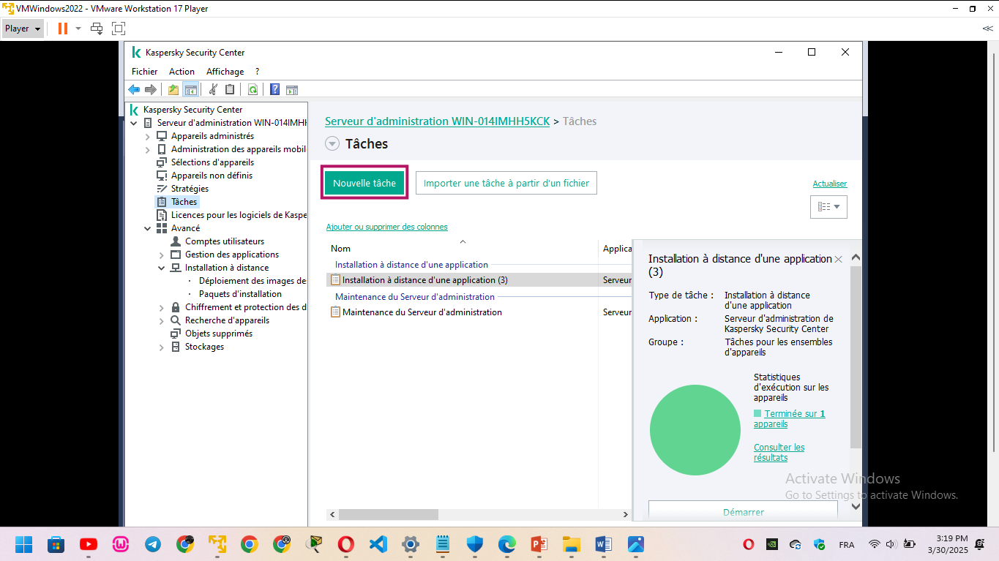 VMWindows2022 - VMware Workstation 17 Player
Player
Kaspersky Security Center
Fichier Action Affichage ?
Kaspersky Security Center
Serveur d'administration WIN-014IMHH
Appareils administrés
Administration des appareils mobil
Sélections d'appareils
Appareils non définis
Stratégies
Tâches
Licences pour les logiciels de Kaspe
Avancé
Comptes utilisateurs
Gestion des applications
Installation à distance
Déploiement des images de
Paquets d'installation
Chiffrement et protection des d
Recherche d'appareils
Objets supprimés
Stockages
Serveur d'administration WIN-014IMHH5KCK > Tâches
Tâches
Nouvelle tâche
Importer une tâche à partir d'un fichier
Actualiser
Ajouter ou supprimer des colonnes
Nom Applica
Installation à distance d'une application
Installation à distance d'une application (3) Serveur
Maintenance du Serveur d'administration
Maintenance du Serveur d'administration Serveur
Installation à distance d'une application
(3)
Type de tâche : Installation à distance
d'une application
Application : Serveur d'administration de
Kaspersky Security Center
Groupe : Tâches pour les ensembles
d'appareils
Statistiques
d'exécution sur les
appareils
Terminée sur 1
appareils
Consulter les
résultats
Démarrer
Activate Windows
Go to Settings to activate Windows.
FRA
3:19 PM
3/30/2025